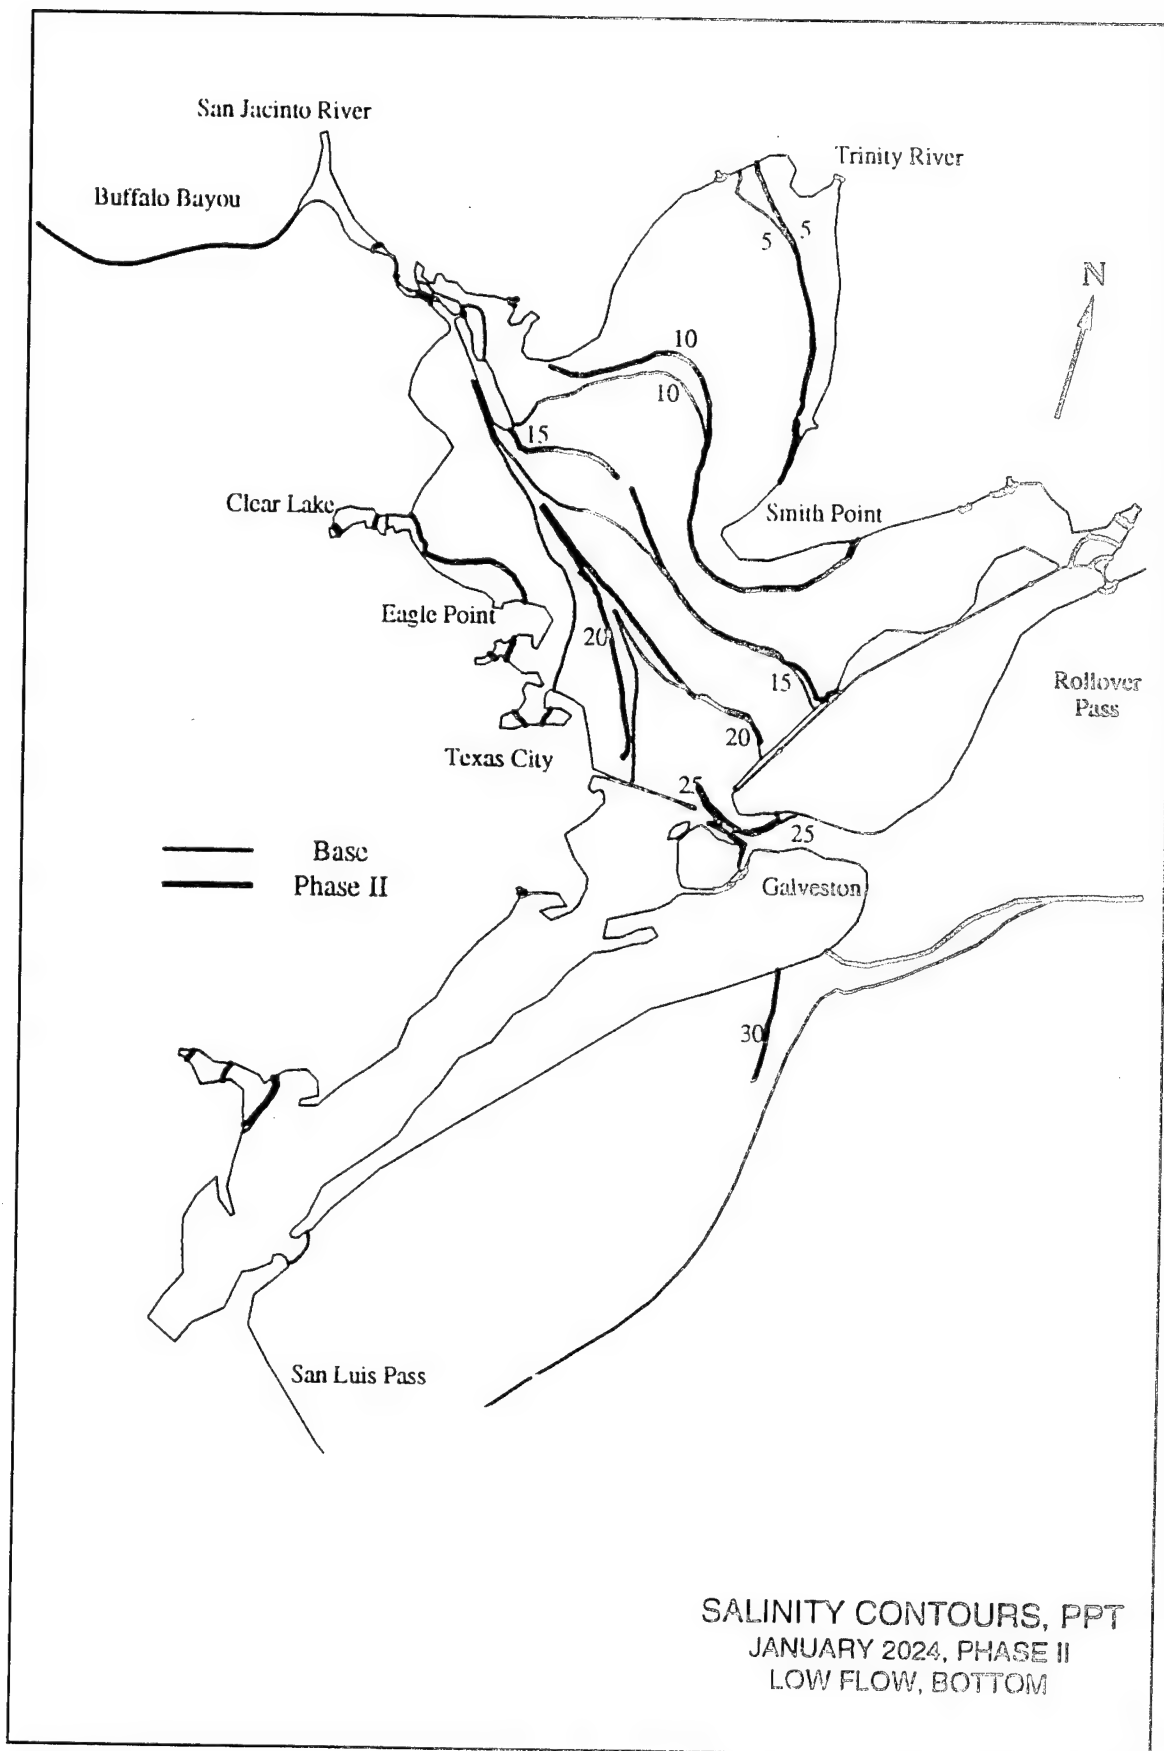 San Jacinto River
Trinity River
Buffalo Bayou
5
5
N
10
10
15
Clear Lake
Smith Point
Eagle Point
20
15
Rollover
Pass
20
Texas City
25
25
Base
Phase II
Galveston
30
San Luis Pass
SALINITY CONTOURS, PPT
JANUARY 2024, PHASE II
LOW FLOW, BOTTOM